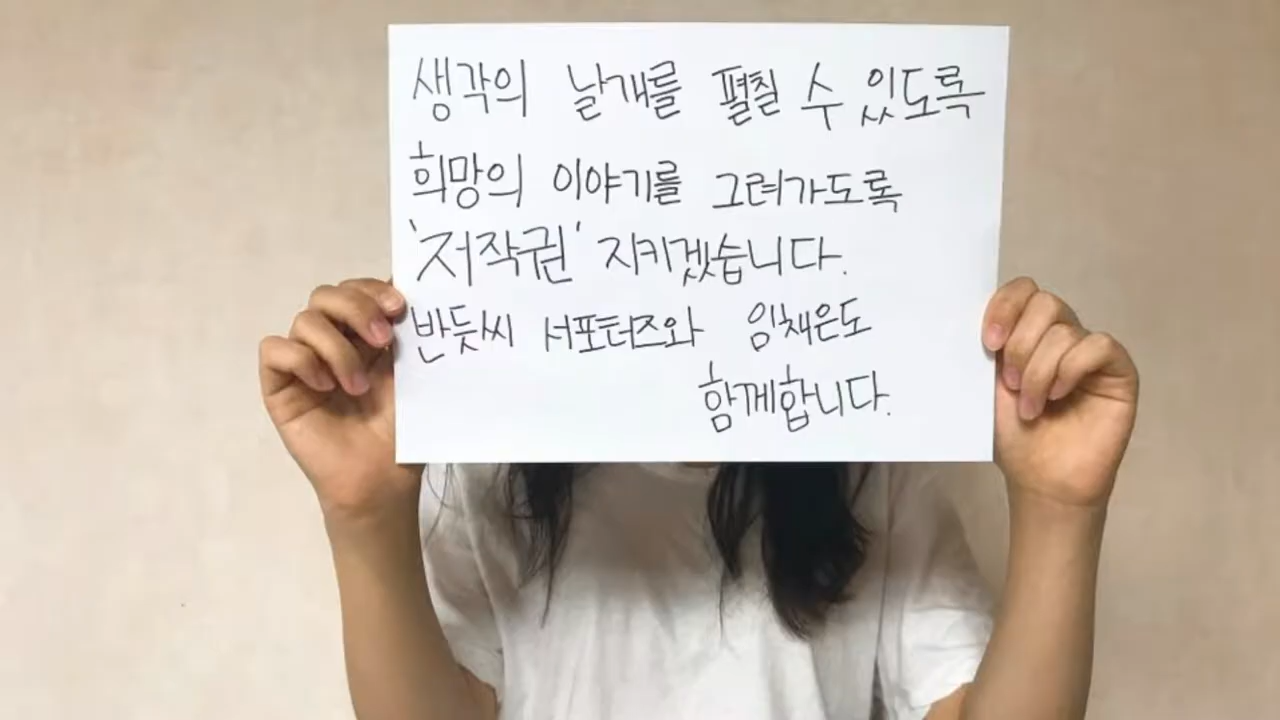 생각의 날개를 펼칠 수 있도록
희망의 이야기를 그려가도록
'저작권' 지키겠습니다.
반듯씨 서포터즈와 임채은도
함께합니다.